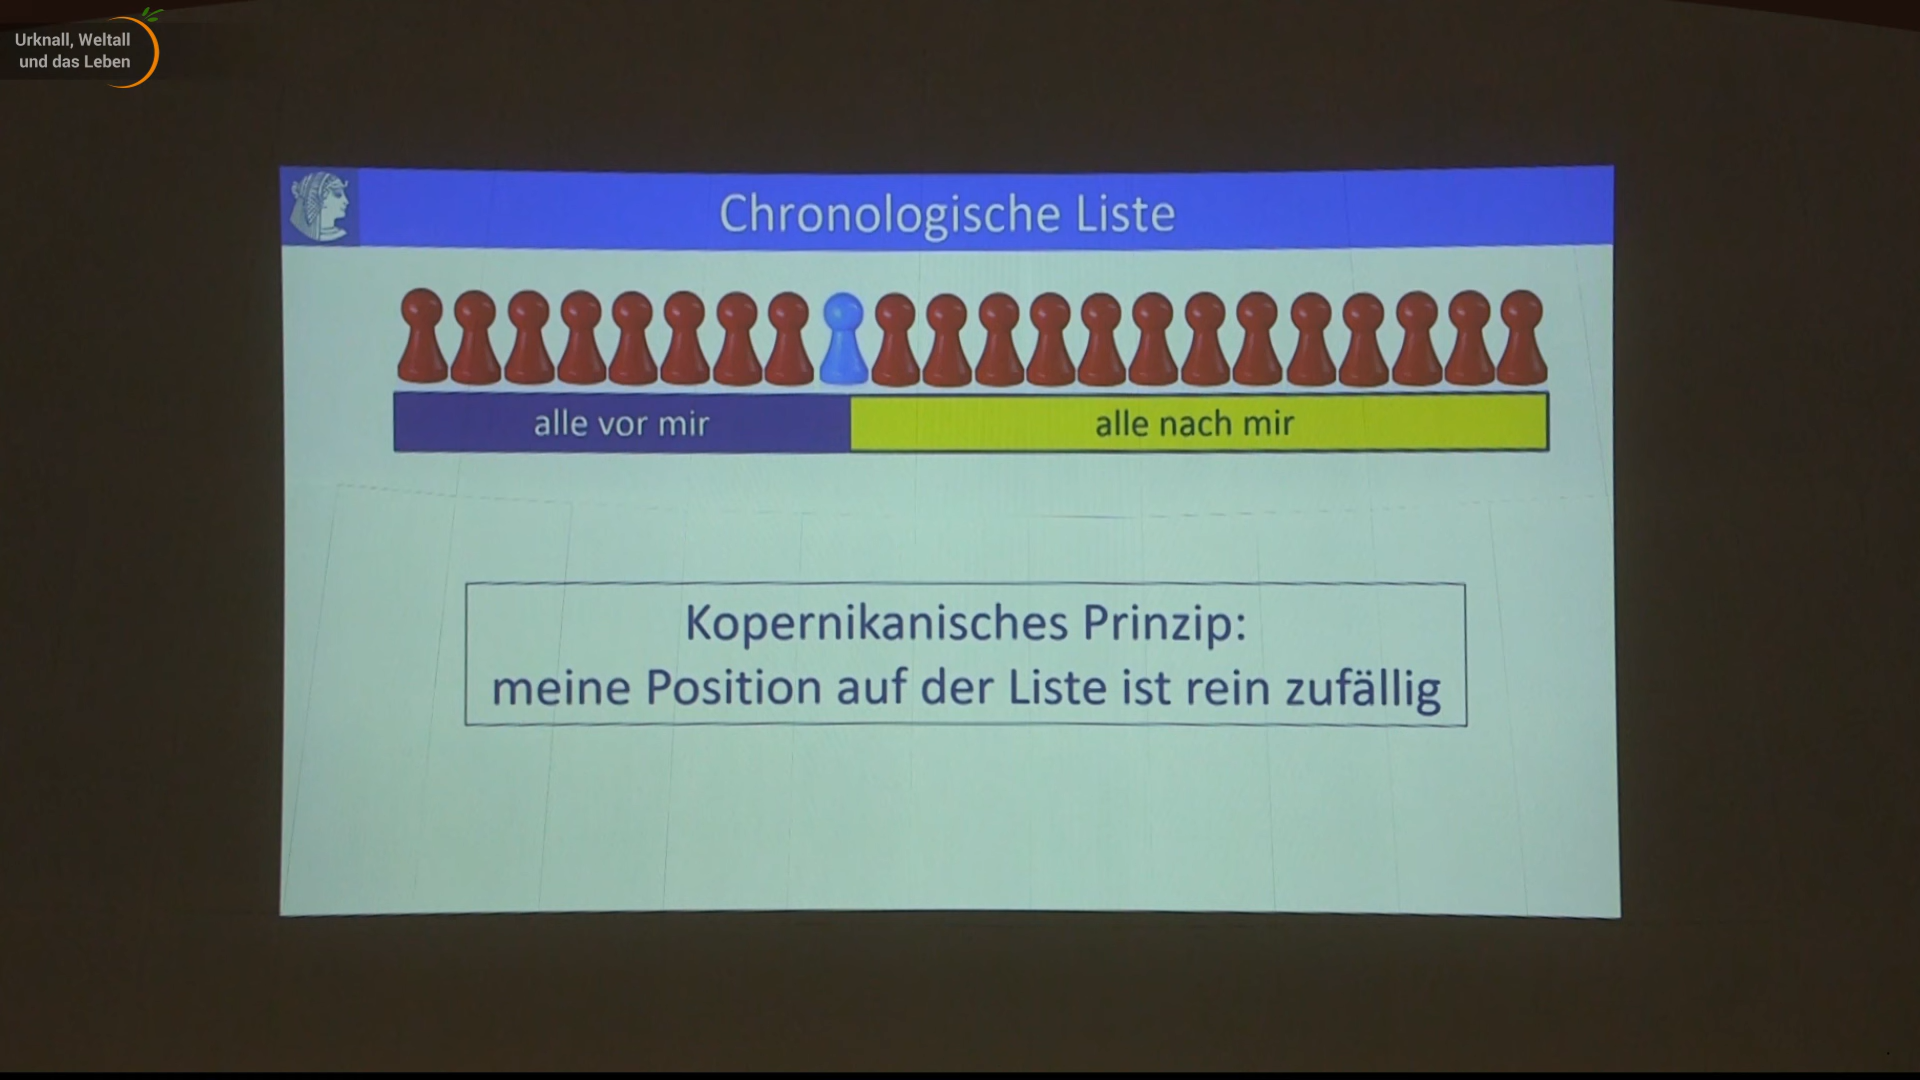 Urknall, Weltall
und das Leben
Chronologische Liste
alle vor mir
alle nach mir
Kopernikanisches Prinzip:
meine Position auf der Liste ist rein zufällig